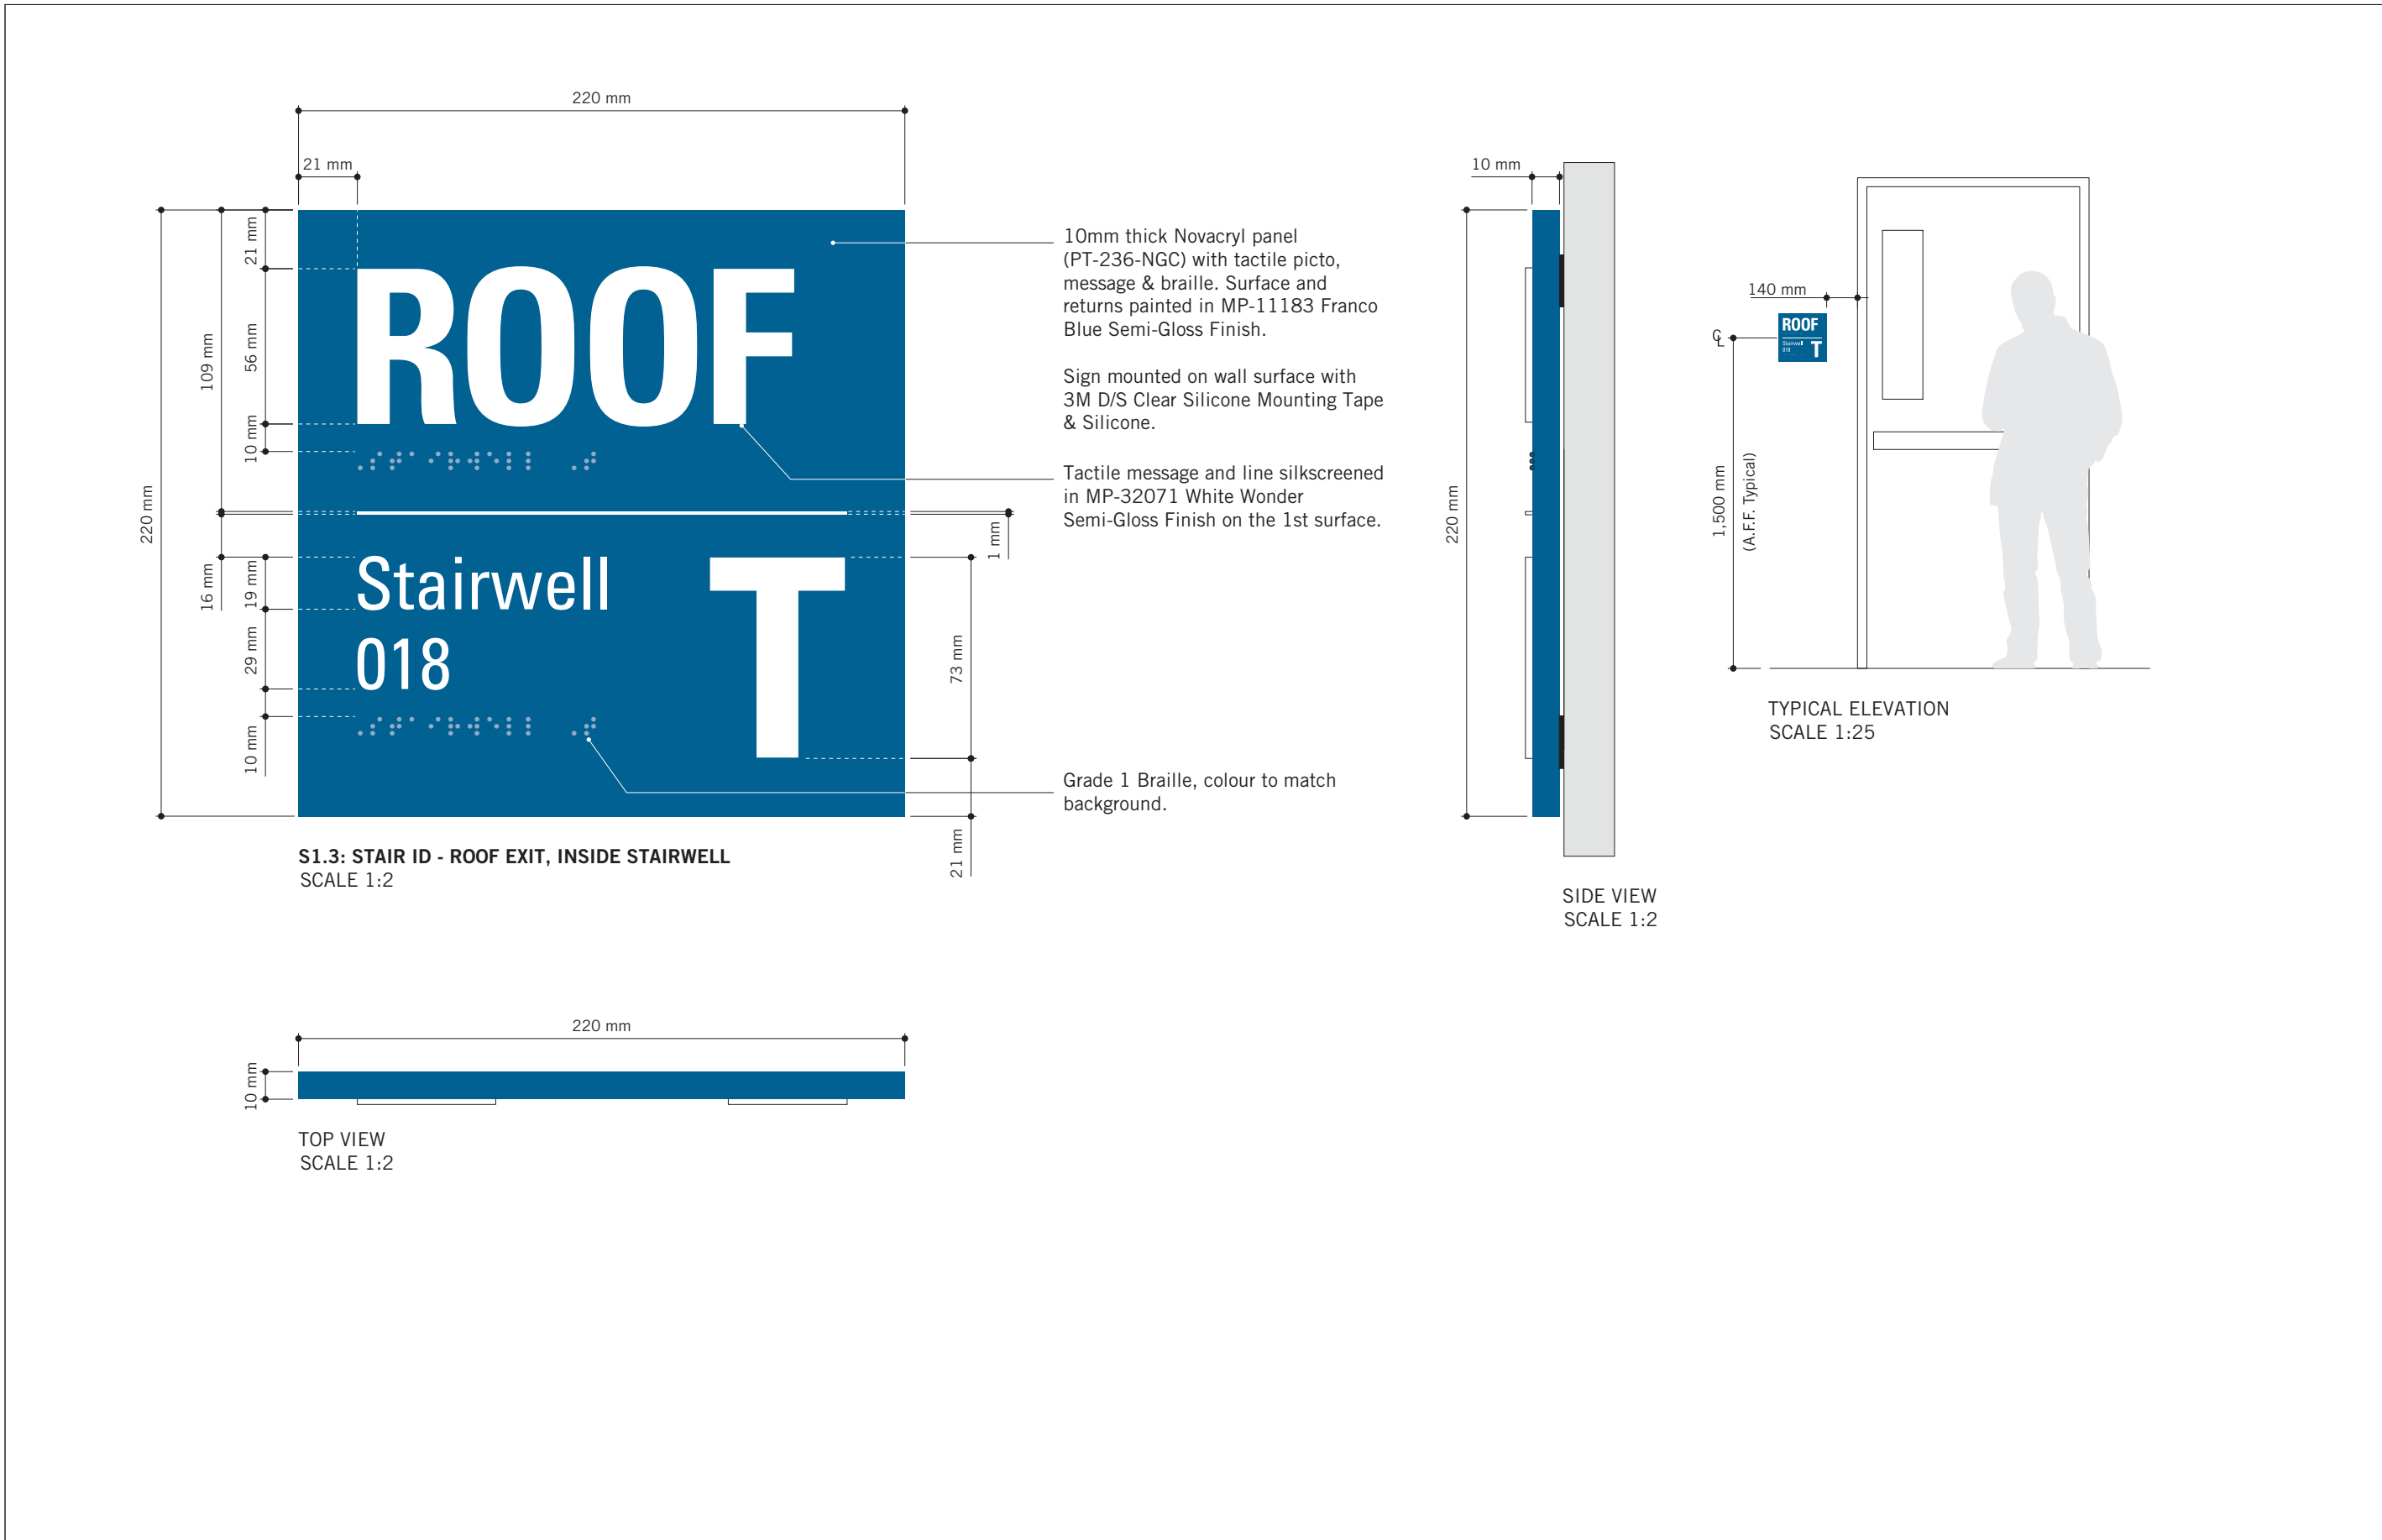 220 mm
21 mm
220 mm
109 mm
16 mm
21 mm
56 mm
10 mm
19 mm
29 mm
10 mm
ROOF
⠠⠎⠞⠁⠊⠗⠺⠑⠇⠇ ⠠⠞
Stairwell
018
T
⠠⠎⠞⠁⠊⠗⠺⠑⠇⠇ ⠠⠞
1 mm
73 mm
21 mm
10mm thick Novacryl panel
(PT-236-NGC) with tactile picto,
message & braille. Surface and
returns painted in MP-11183 Franco
Blue Semi-Gloss Finish.
Sign mounted on wall surface with
3M D/S Clear Silicone Mounting Tape
& Silicone.
Tactile message and line silkscreened
in MP-32071 White Wonder
Semi-Gloss Finish on the 1st surface.
Grade 1 Braille, colour to match
background.
S1.3: STAIR ID - ROOF EXIT, INSIDE STAIRWELL
SCALE 1:2
10 mm
220 mm
SIDE VIEW
SCALE 1:2
140 mm
℄
1,500 mm
(A.F.F. Typical)
ROOF
Stairwell
018
T
TYPICAL ELEVATION
SCALE 1:25
220 mm
10 mm
TOP VIEW
SCALE 1:2